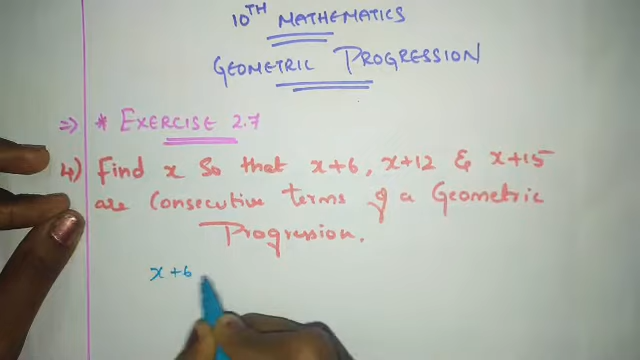 10TH MATHEMATICS
GEOMETRIC PROGRESSION
⇒ * EXERCISE 2.7
4) Find x So that x+6, x+12 & x+15
are Consecutive terms of a Geometric
Progression.
x+6